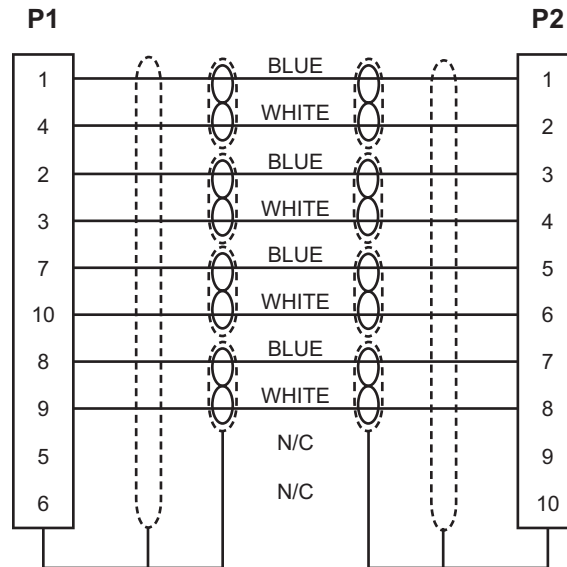 P1 P2
1 BLUE 1
4 WHITE 2
2 BLUE 3
3 WHITE 4
7 BLUE 5
10 WHITE 6
8 BLUE 7
9 WHITE 8
5 N/C 9
6 N/C 10